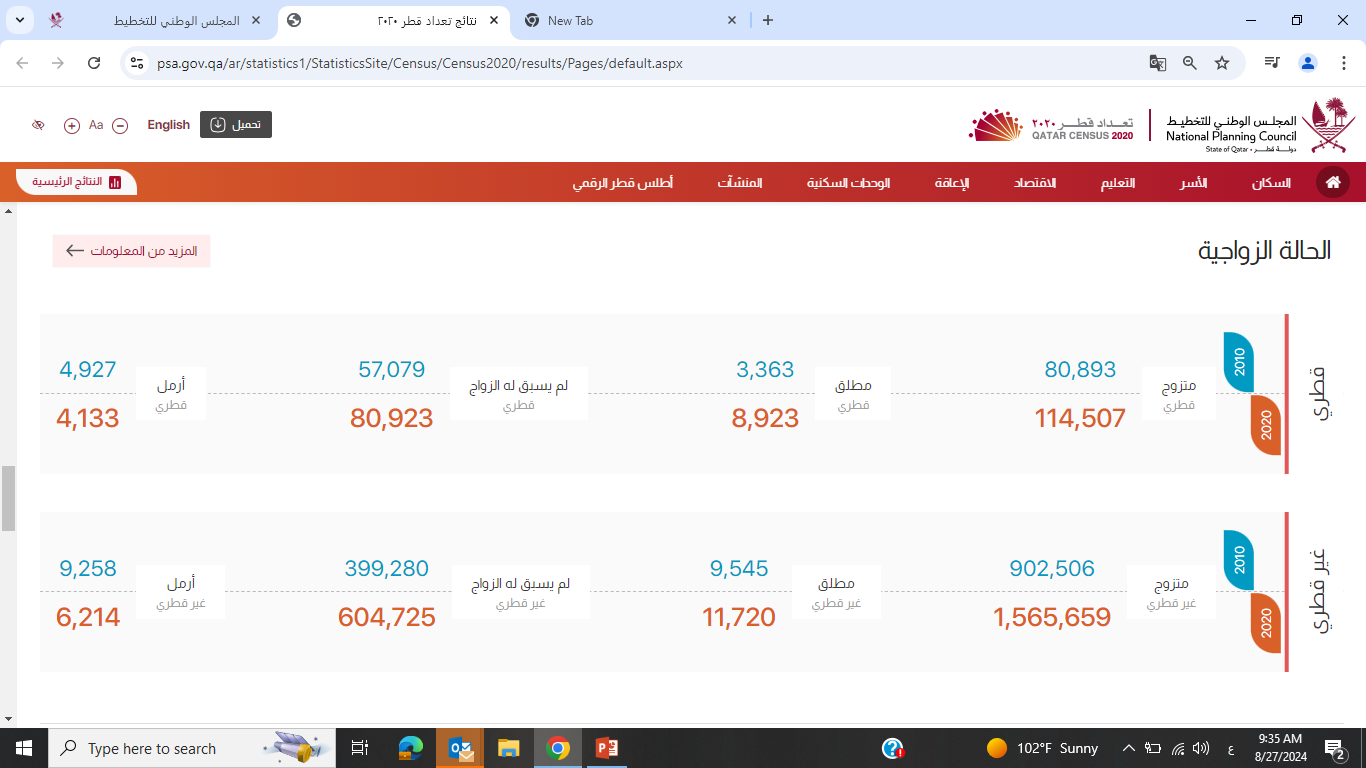 المجلس الوطني للتخطيط
نتائج تعداد قطر ٢٠٢٠
New Tab
psa.gov.qa/ar/statistics1/StatisticsSite/Census/Census2020/results/Pages/default.aspx
Aa
English
تحميل
تعداد قطر ٢٠٢٠
QATAR CENSUS 2020
المجلس الوطني للتخطيط
National Planning Council
دولة قطر • State of Qatar
السكان
الأسر
التعليم
الاقتصاد
الإعاقة
الوحدات السكنية
المنشآت
أطلس قطر الرقمي
النتائج الرئيسية
الحالة الزواجية
المزيد من المعلومات
قطري
2010
2020
متزوج
قطري
80,893
114,507
مطلق
قطري
3,363
8,923
لم يسبق له الزواج
قطري
57,079
80,923
أرمل
قطري
4,927
4,133
غير قطري
2010
2020
متزوج
غير قطري
902,506
1,565,659
مطلق
غير قطري
9,545
11,720
لم يسبق له الزواج
غير قطري
399,280
604,725
أرمل
غير قطري
9,258
6,214
Type here to search
102°F Sunny
ع
9:35 AM
8/27/2024
2